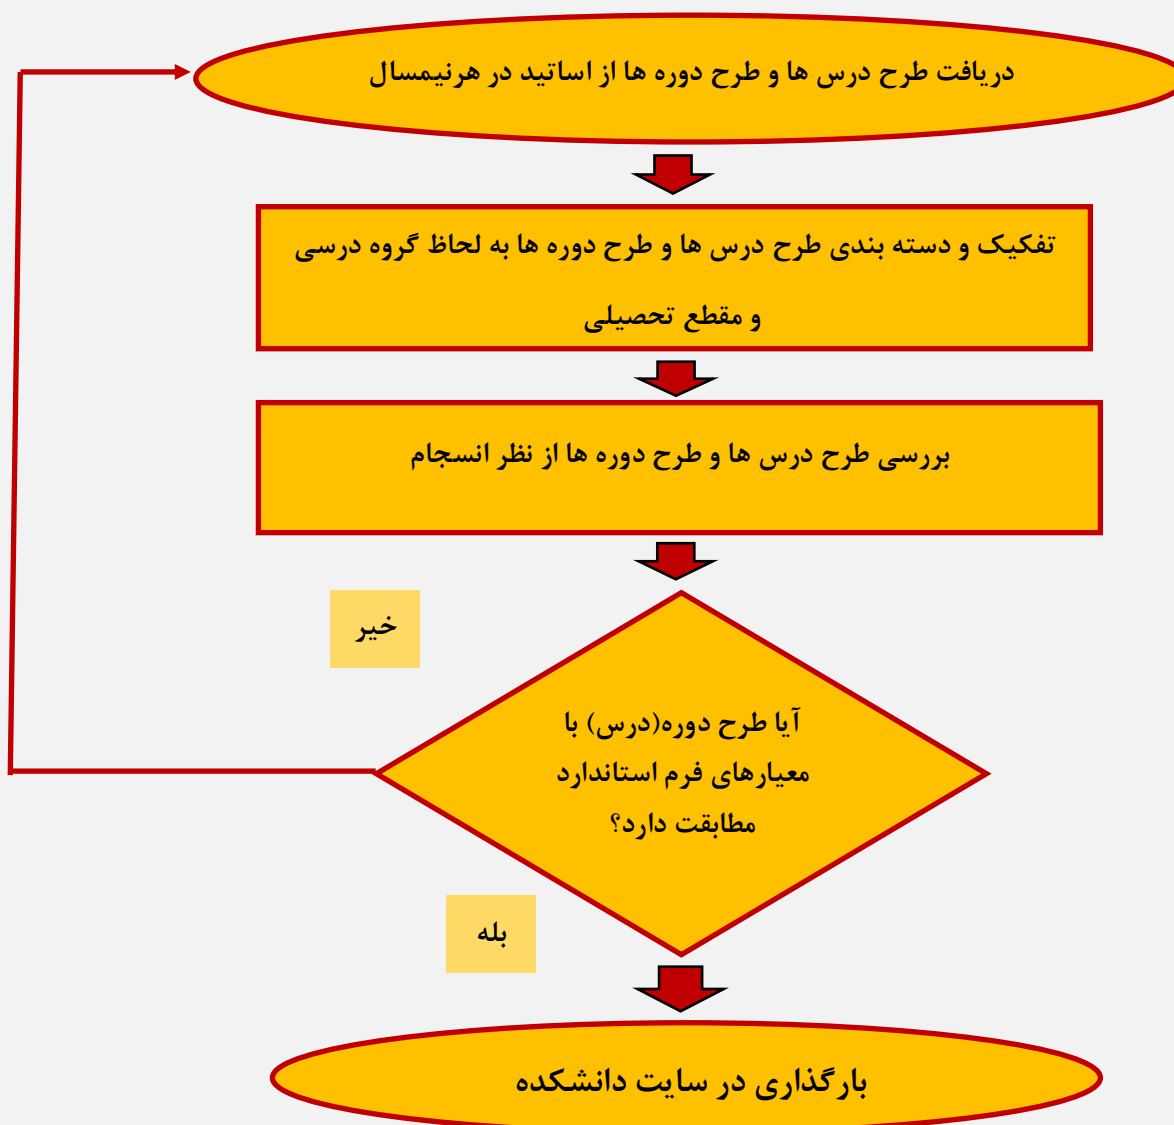 دریافت طرح درس ها و طرح دوره ها از اساتید در هرنیمسال
تفکیک و دسته بندی طرح درس ها و طرح دوره ها به لحاظ گروه درسی
و مقطع تحصیلی
بررسی طرح درس ها و طرح دوره ها از نظر انسجام
خیر
آیا طرح دوره(درس) با
معیارهای فرم استاندارد
مطابقت دارد؟
بله
بارگذاری در سایت دانشکده